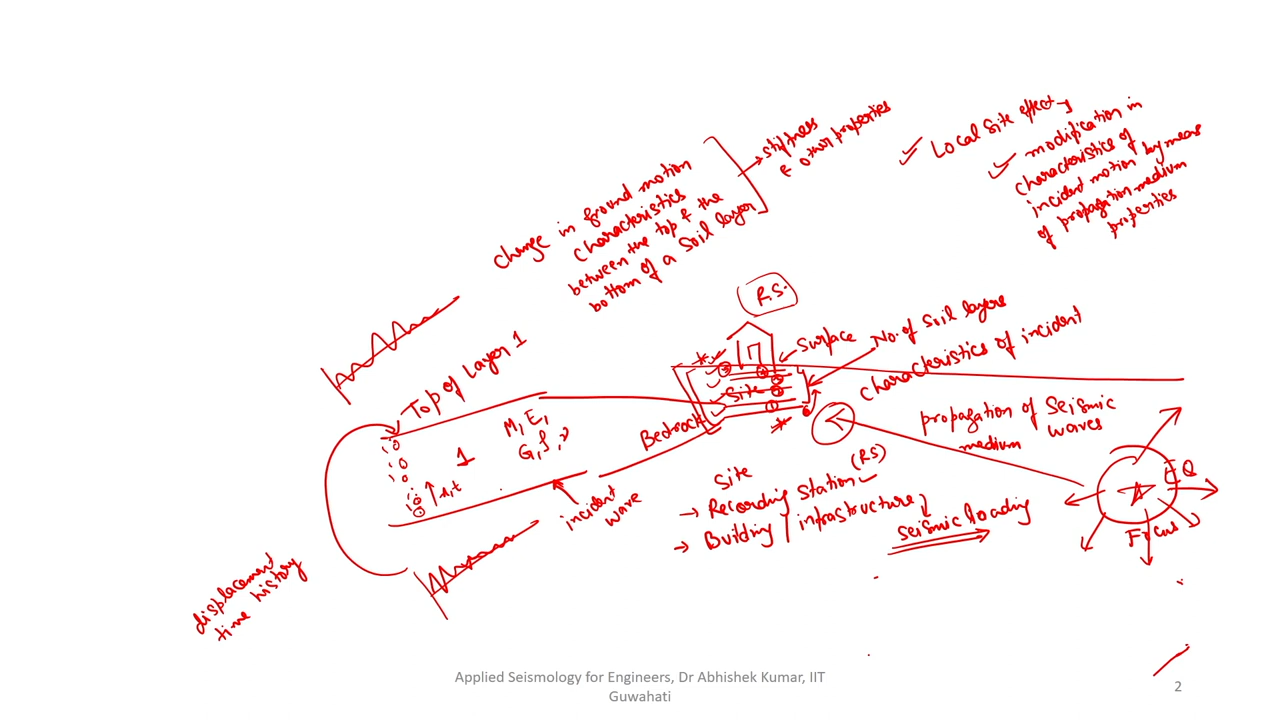 change in ground motion
characteristics
between the top & the
bottom of a soil layer
stiffness
& other properties
Local Site effect
modification in
characteristics of
incident motion by means
of propagation medium
properties
R.S.
Surface
No. of Soil layers
characteristics of incident
Site
Bedrock
propagation of Seismic
waves
medium
EQ
Focus
Top of Layer 1
1
M, E,
G, ρ, ν
incident
wave
displacement
time history
Site
→ Recording Station (RS)
→ Building / infrastructure
seismic loading
Applied Seismology for Engineers, Dr Abhishek Kumar, IIT
Guwahati
2